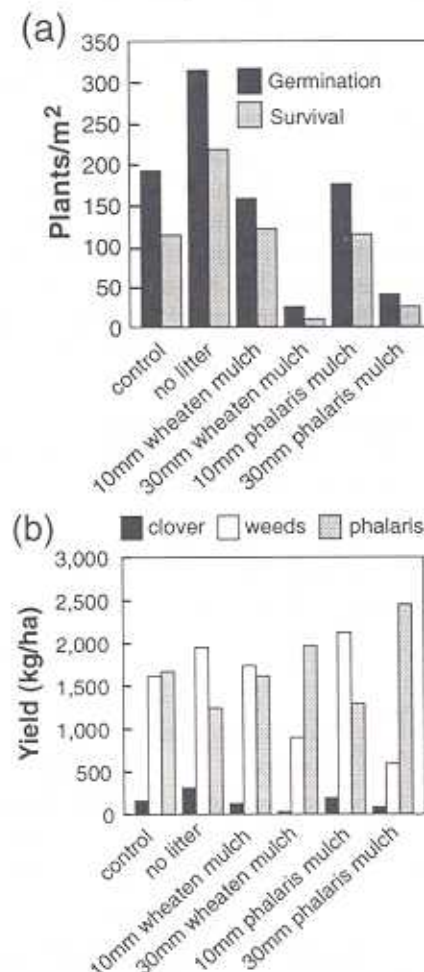 (a)
350
300
250
200
150
100
50
0
Plants/m²
Germination
Survival
control
no litter
10mm wheaten mulch
30mm wheaten mulch
10mm phalaris mulch
30mm phalaris mulch
(b)
clover weeds phalaris
3,000
2,500
2,000
1,500
1,000
500
0
Yield (kg/ha)
control
no litter
10mm wheaten mulch
30mm wheaten mulch
10mm phalaris mulch
30mm phalaris mulch